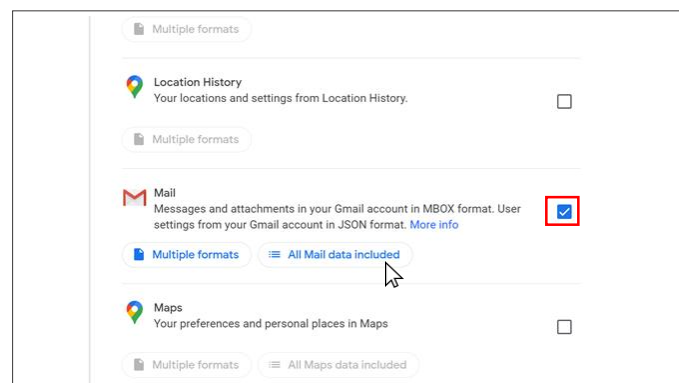 Multiple formats
Location History
Your locations and settings from Location History.
Multiple formats
Mail
Messages and attachments in your Gmail account in MBOX format. User
settings from your Gmail account in JSON format. More info
Multiple formats All Mail data included
Maps
Your preferences and personal places in Maps
Multiple formats All Maps data included